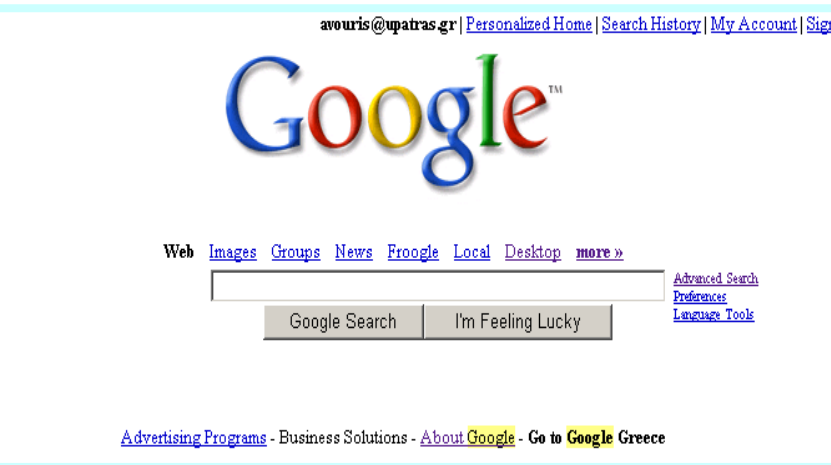 avouris@upatras.gr | Personalized Home | Search History | My Account |
Google™
Web Images Groups News Froogle Local Desktop more »
Advanced Search
Preferences
Language Tools
Google Search I'm Feeling Lucky
Advertising Programs - Business Solutions - About Google - Go to Google Greece